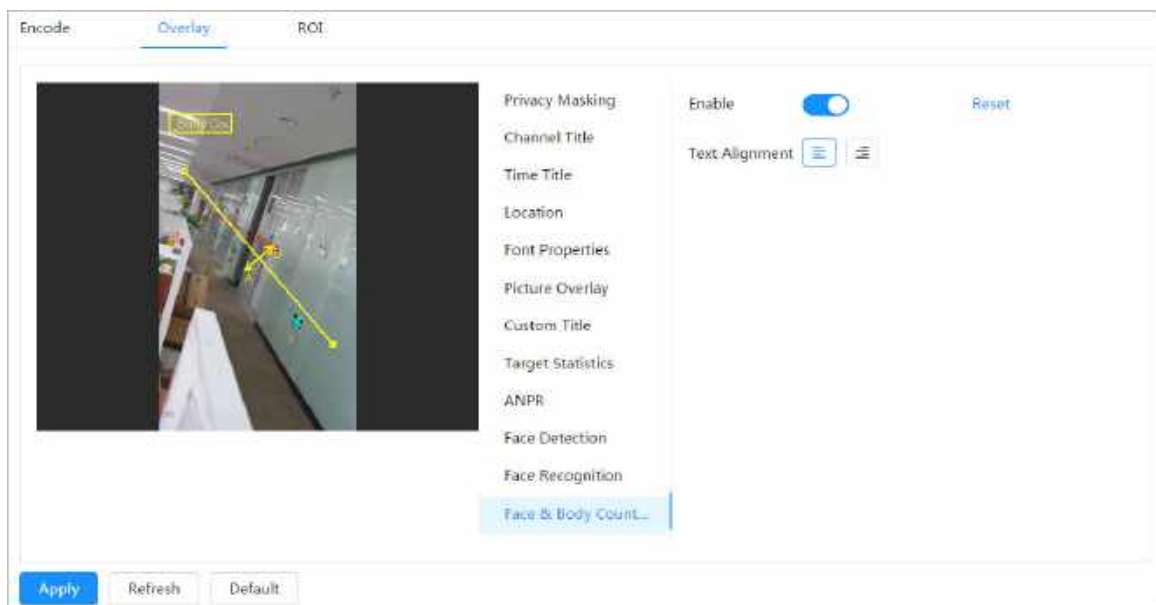 Encode Overlay ROI
Privacy Masking
Enable Reset
Channel Title
Text Alignment
Time Title
Location
Font Properties
Picture Overlay
Custom Title
Target Statistics
ANPR
Face Detection
Face Recognition
Face & Body Count...
Apply Refresh Default